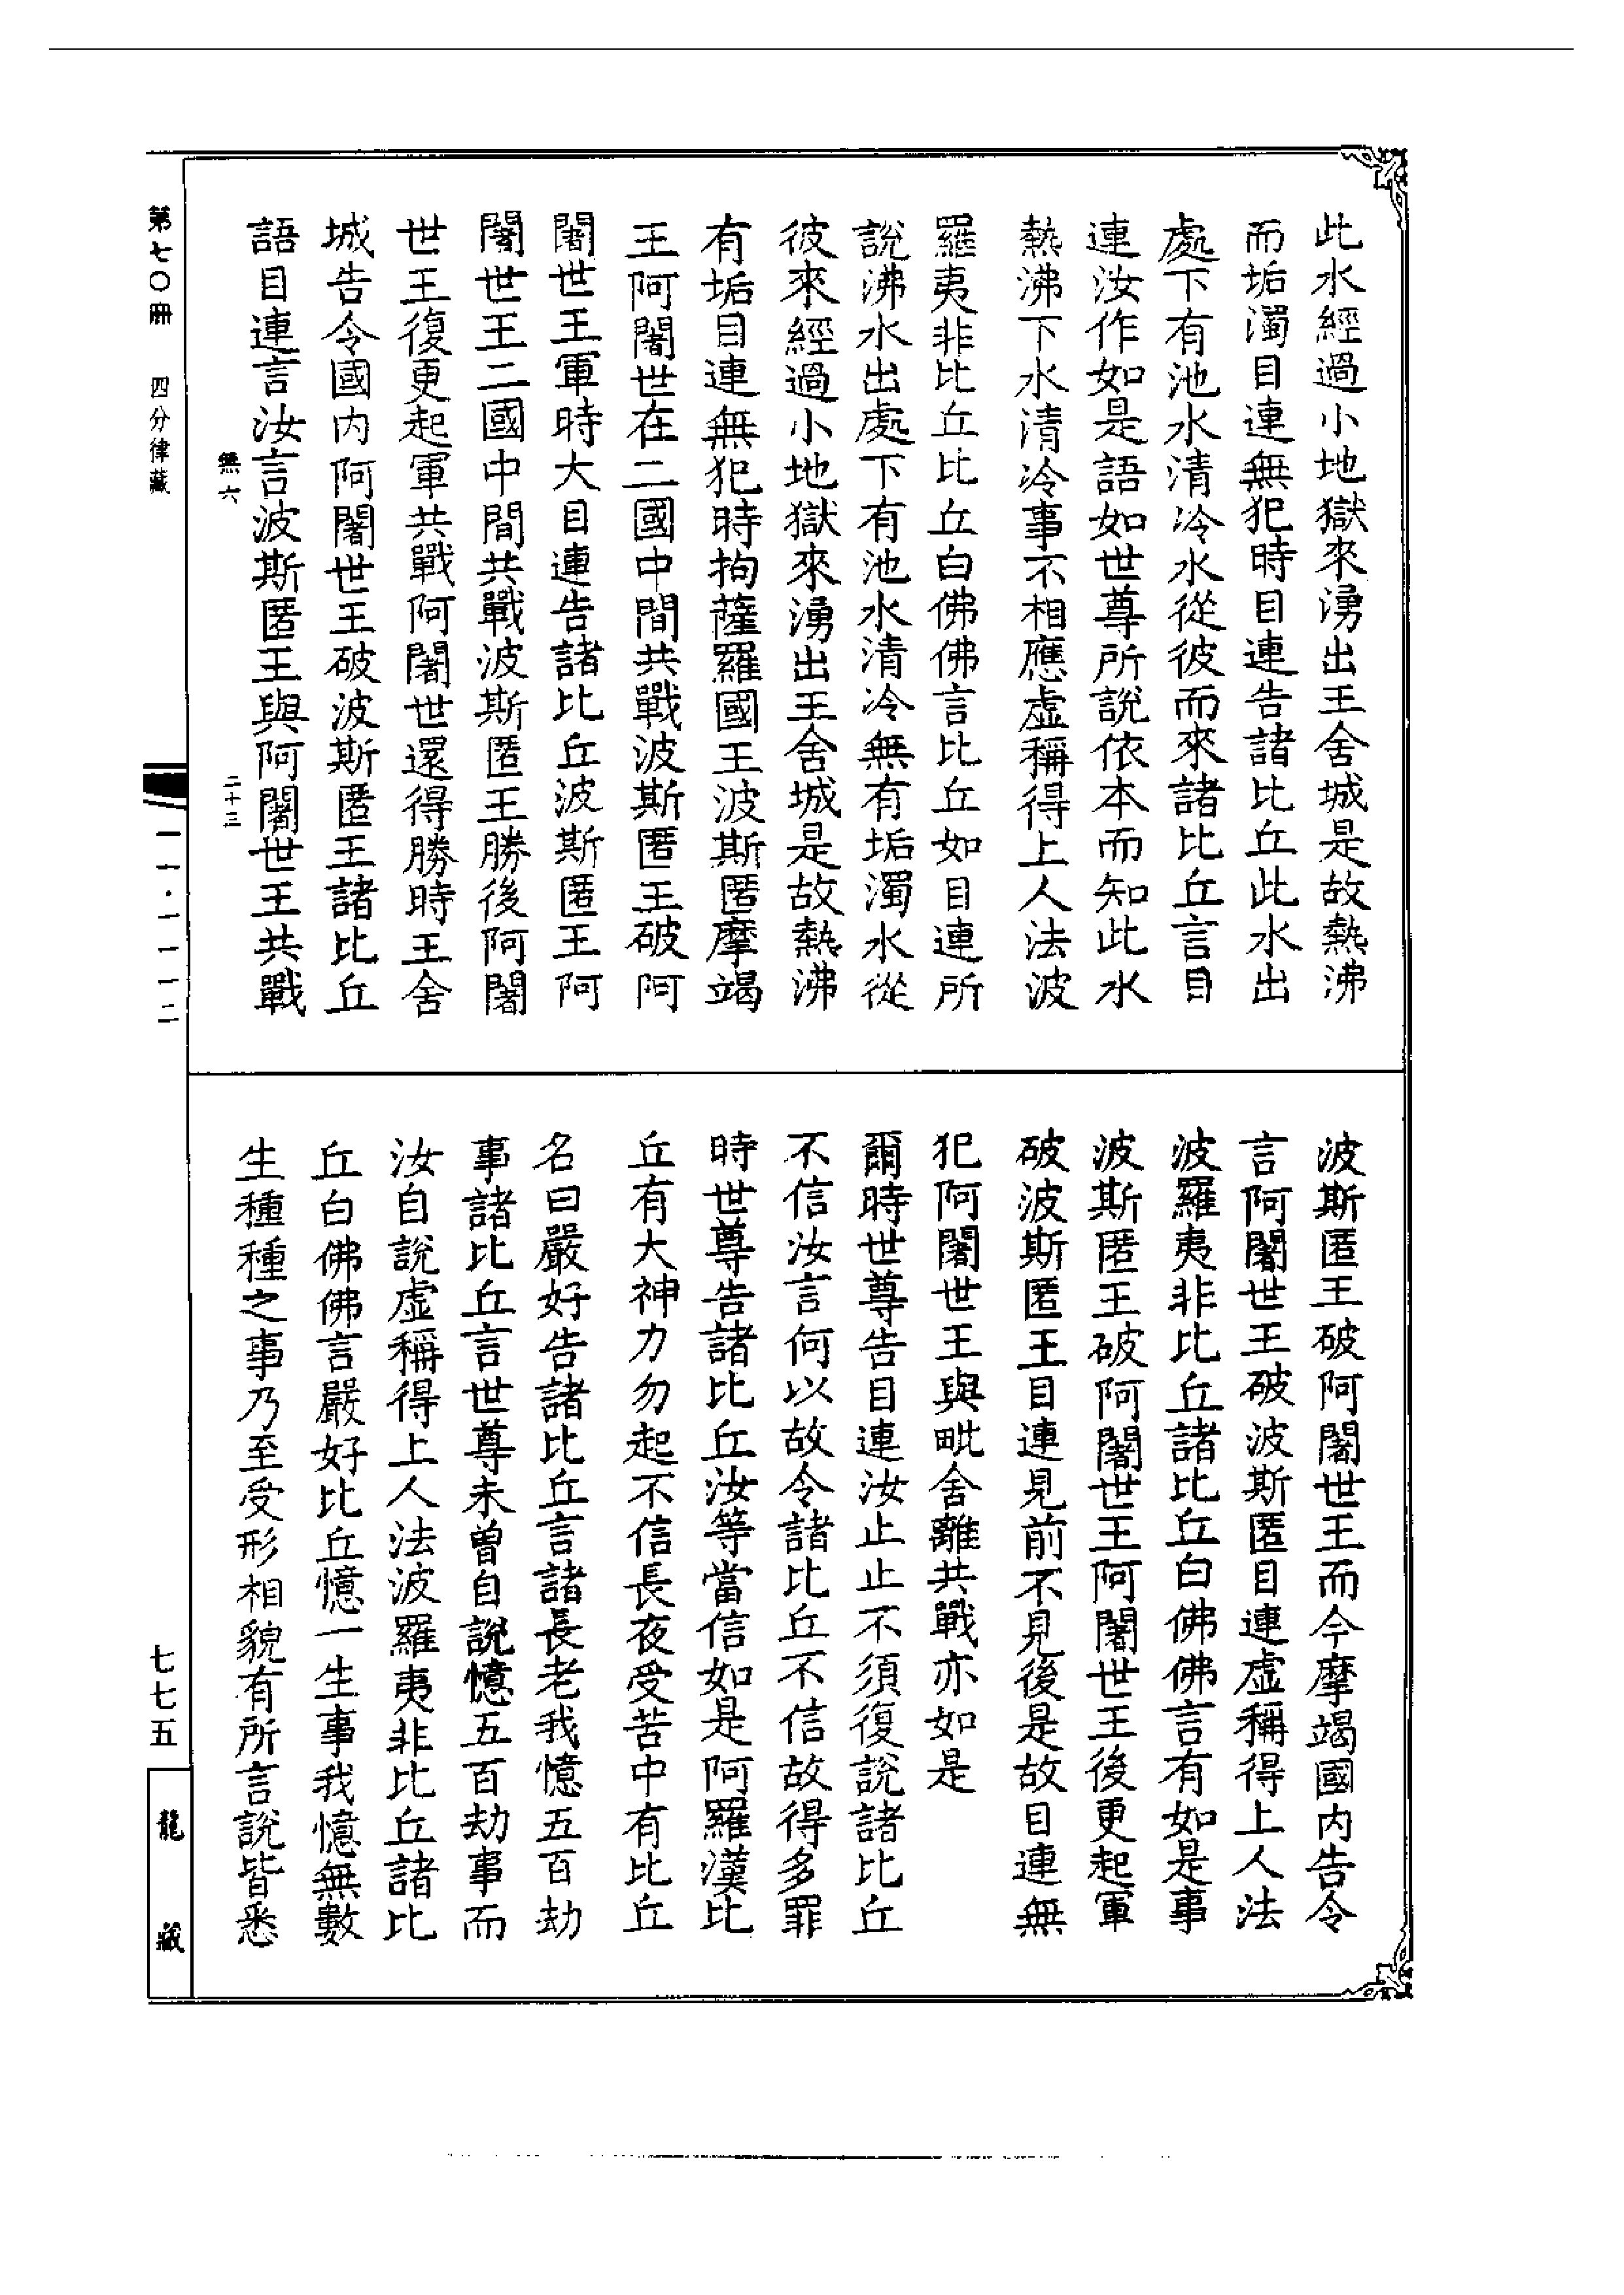 此水經過小地獄來湧出王舍城是故熱沸
而垢濁目連無犯時目連告諸比丘此水出
處下有池水清冷水從彼而來諸比丘言目
連汝作如是語如世尊所說依本而知此水
熱沸下水清冷事不相應虛稱得上人法波
羅夷非比丘比丘白佛佛言比丘如目連所
說沸水出處下有池水清冷無有垢濁水從
彼來經過小地獄來湧出王舍城是故熱沸
有垢目連無犯時拘薩羅國王波斯匿摩竭
王阿闍世在二國中間共戰波斯匿王破阿
闍世王軍時大目連告諸比丘波斯匿王阿
闍世王二國中間共戰波斯匿王勝後阿闍
世王復更起軍共戰阿闍世還得勝時王舍
城告令國內阿闍世王破波斯匿王諸比丘
語目連言汝言波斯匿王與阿闍世王共戰
無六
二十三
波斯匿王破阿闍世王而今摩竭國內告令
言阿闍世王破波斯匿目連虛稱得上人法
波羅夷非比丘諸比丘白佛佛言有如是事
波斯匿王破阿闍世王阿闍世王後更起軍
破波斯匿王目連見前不見後是故目連無
犯阿闍世王與毗舍離共戰亦如是
爾時世尊告目連汝止止不須復說諸比丘
不信汝言何以故令諸比丘不信故得多罪
時世尊告諸比丘汝等當信如是阿羅漢比
丘有大神力勿起不信長夜受苦中有比丘
名曰嚴好告諸比丘言諸長老我憶五百劫
事諸比丘言世尊未曾自說憶五百劫事而
汝自說虛稱得上人法波羅夷非比丘諸比
丘白佛佛言嚴好比丘憶一生事我憶無數
生種種之事乃至受形相貌有所言說皆悉
第七〇冊
四分律藏
一一·一一一二
七七五
龍藏